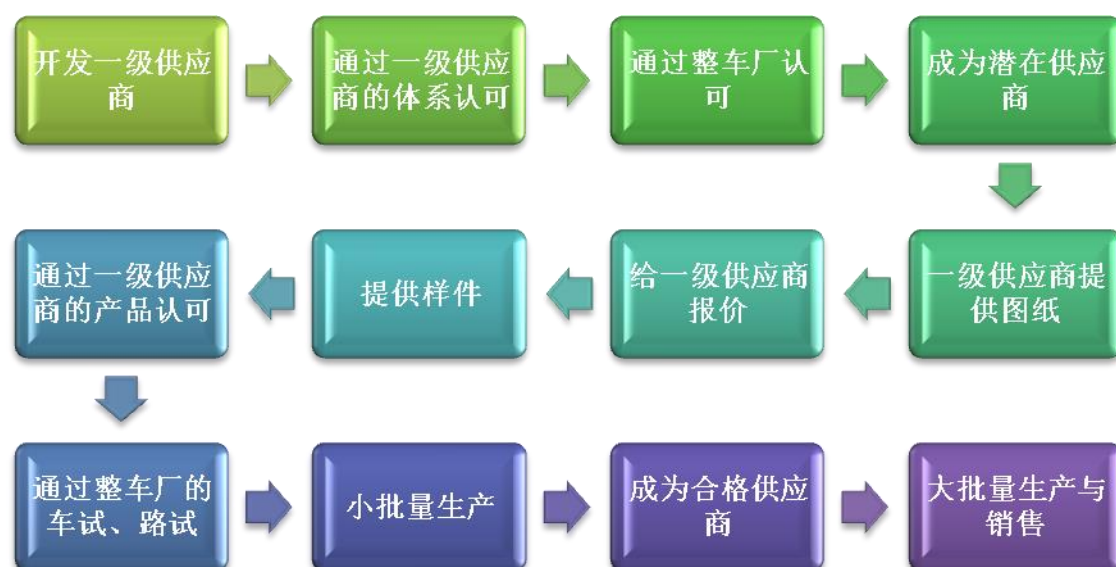 开发一级供应
商
通过一级供应
商的体系认可
通过整车厂认
可
成为潜在供应
商
一级供应商提
供图纸
给一级供应商
报价
提供样件
通过一级供应
商的产品认可
通过整车厂的
车试、路试
小批量生产
成为合格供应
商
大批量生产与
销售